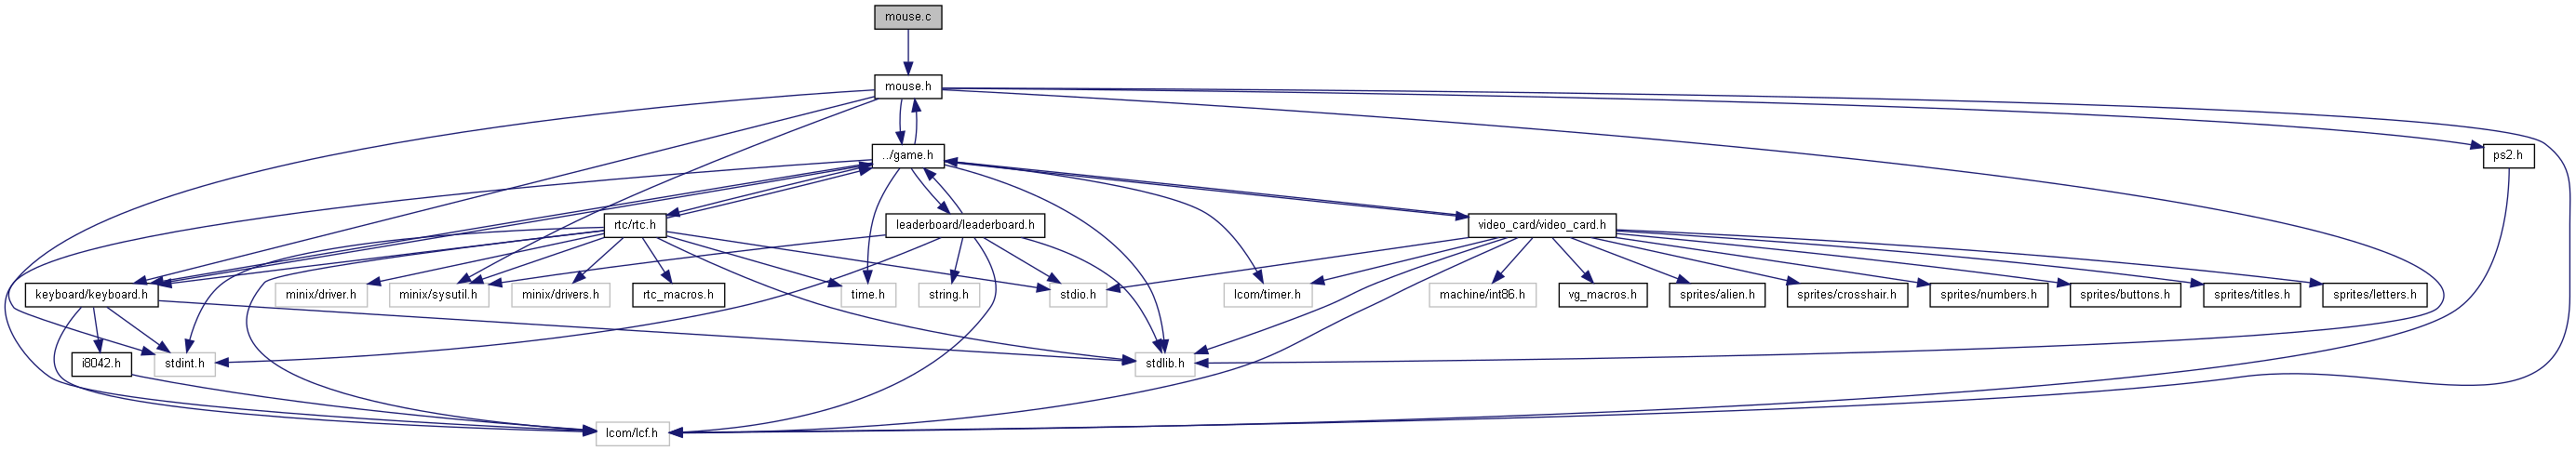 mouse.c
mouse.h
../game.h
ps2.h
rtc/rtc.h
leaderboard/leaderboard.h
video_card/video_card.h
keyboard/keyboard.h
minix/driver.h
minix/sysutil.h
minix/drivers.h
rtc_macros.h
time.h
string.h
stdio.h
lcom/timer.h
machine/int86.h
vg_macros.h
sprites/alien.h
sprites/crosshair.h
sprites/numbers.h
sprites/buttons.h
sprites/titles.h
sprites/letters.h
i8042.h
stdint.h
stdlib.h
lcom/lcf.h